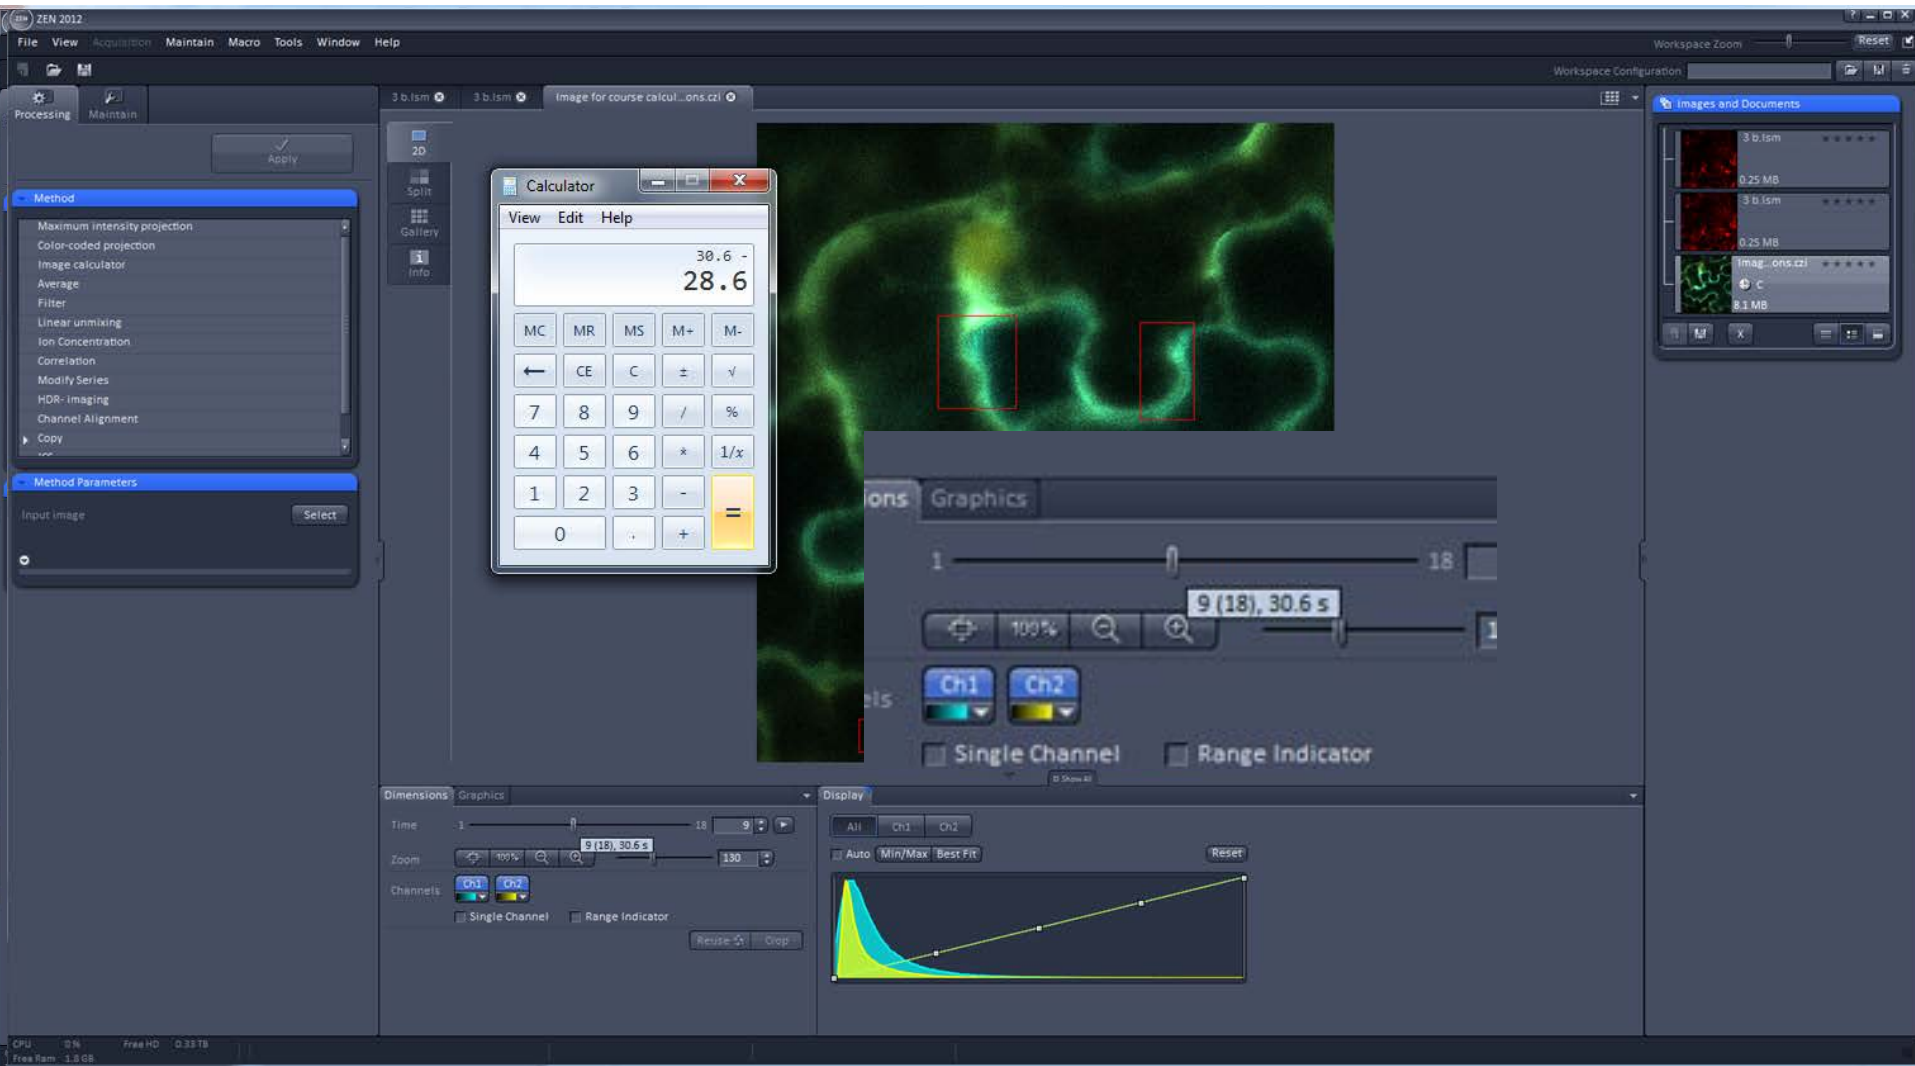 ZEN 2012
File View Acquisition Maintain Macro Tools Window Help
Workspace Zoom Reset
Workspace Configuration
Processing Maintain
Apply
Method
Maximum intensity projection
Color-coded projection
Image calculator
Average
Filter
Linear unmixing
Ion Concentration
Correlation
Modify Series
HDR- imaging
Channel Alignment
Copy
Method Parameters
Input image Select
3 b.lsm 3 b.lsm Image for course calcul...ons.czi
2D
Split
Gallery
i
Info
Calculator
View Edit Help
30.6 -
28.6
MC MR MS M+ M-
← CE C ± √
7 8 9 / %
4 5 6 * 1/x
1 2 3 - =
0 . +
ons Graphics
1 18
9 (18), 30.6 s
100% 1
els Ch1 Ch2
Single Channel Range Indicator
Show All
Images and Documents
3 b.lsm
0.25 MB
3 b.lsm
0.25 MB
Imag...ons.czi
C
8.1 MB
X
Dimensions Graphics
Time 1 18 9
9 (18), 30.6 s
Zoom 100% 130
Channels Ch1 Ch2
Single Channel Range Indicator
Reuse Crop
Display
All Ch1 Ch2
Auto Min/Max Best Fit Reset
CPU 0 % Free HD 0.33 TB
Free Ram 1.8 GB